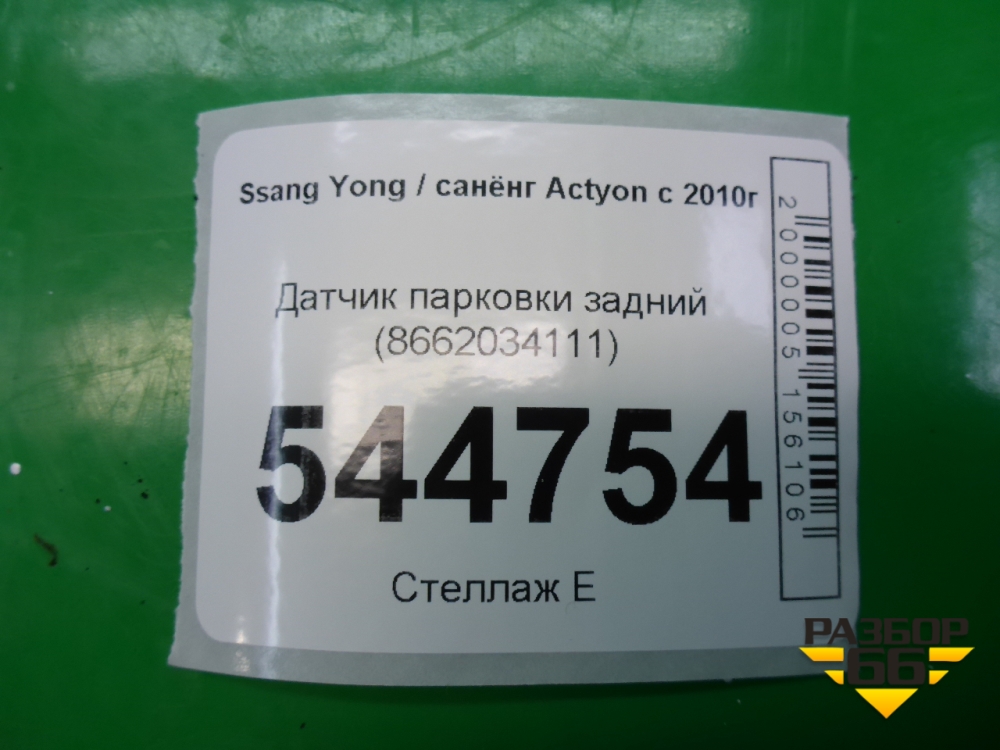 Ssang Yong / санёнг Actyon с 2010г
Датчик парковки задний
(8662034111)
544754
Стеллаж Е
2000005156106
РАЗБОР
66